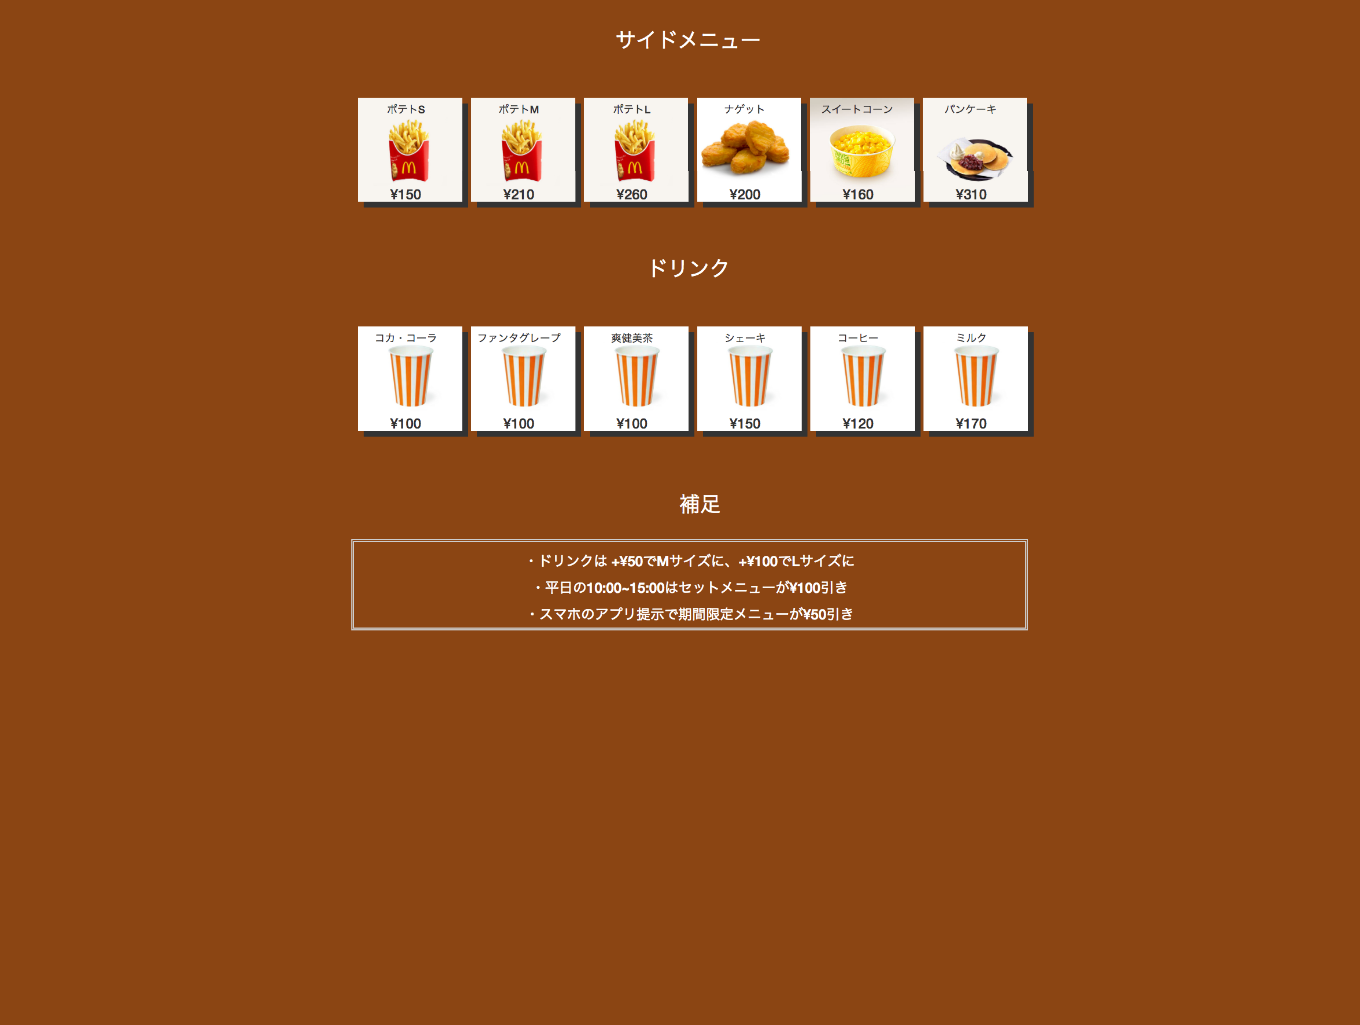 サイドメニュー
ポテトS ポテトM ポテトL ナゲット スイートコーン パンケーキ
¥150 ¥210 ¥260 ¥200 ¥160 ¥310
ドリンク
コカ・コーラ ファンタグレープ 爽健美茶 シェーキ コーヒー ミルク
¥100 ¥100 ¥100 ¥150 ¥120 ¥170
補足
・ドリンクは +¥50でMサイズに、+¥100でLサイズに
・平日の10:00~15:00はセットメニューが¥100引き
・スマホのアプリ提示で期間限定メニューが¥50引き